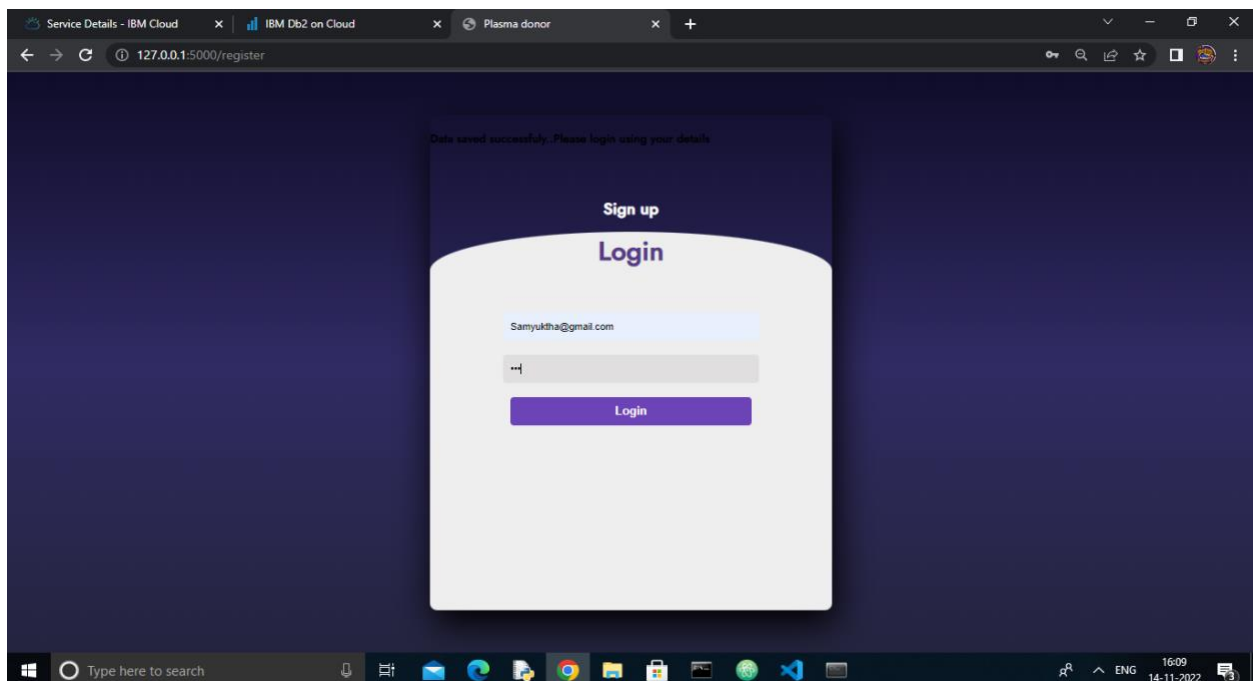 Service Details - IBM Cloud
IBM Db2 on Cloud
Plasma donor
127.0.0.1:5000/register
Data saved successfuly..Please login using your details
Sign up
Login
Samyuktha@gmail.com
Login
Type here to search
ENG
16:09
14-11-2022
3